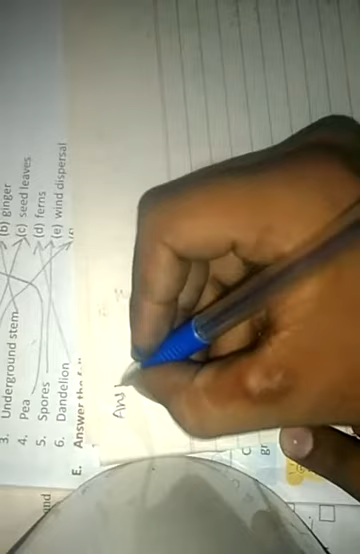 3. Underground stem (b) ginger
4. Pea (c) seed leaves
5. Spores (d) ferns
6. Dandelion (e) wind dispersal
E. Answer the
Ans